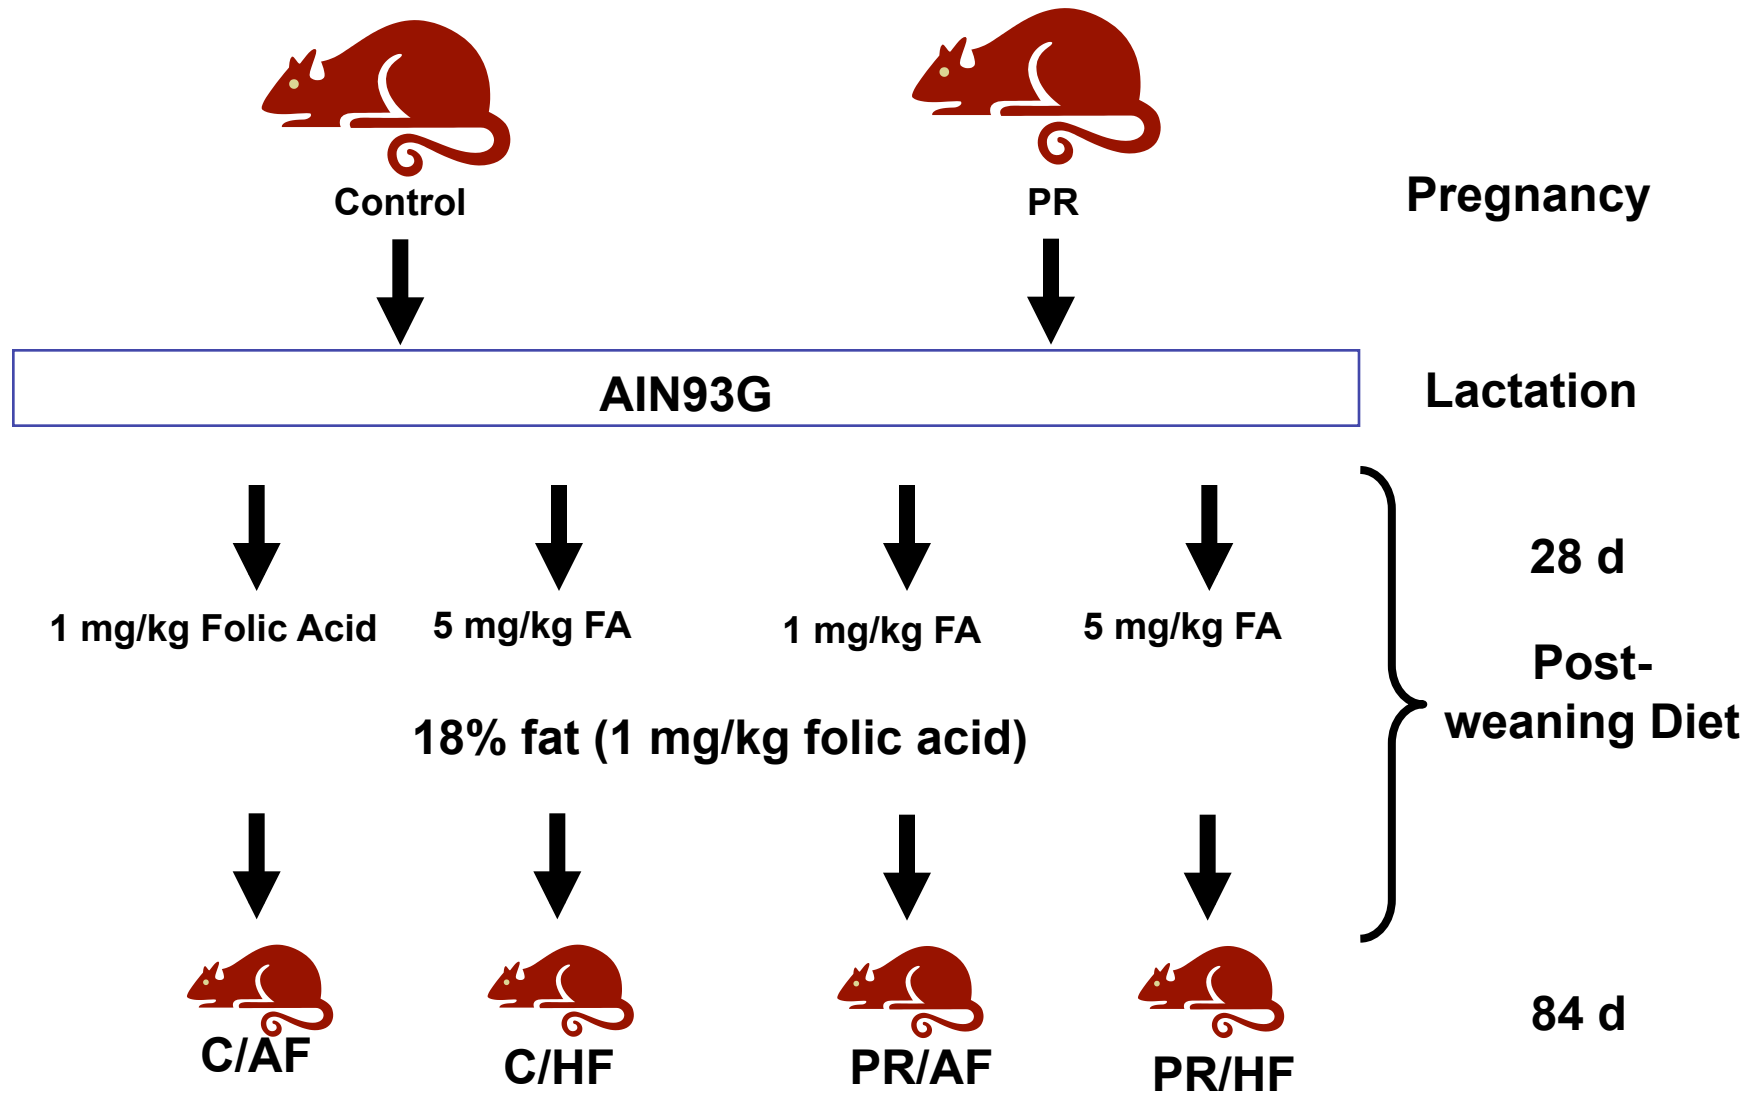 Control
PR
Pregnancy
AIN93G
Lactation
28 d
1 mg/kg Folic Acid
5 mg/kg FA
1 mg/kg FA
5 mg/kg FA
Post-
weaning Diet
18% fat (1 mg/kg folic acid)
C/AF
C/HF
PR/AF
PR/HF
84 d